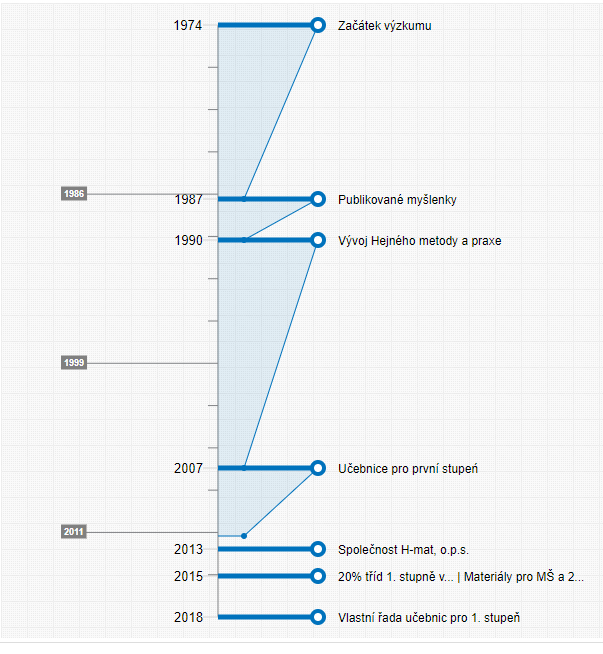 1974 Začátek výzkumu
1986
1987 Publikované myšlenky
1990 Vývoj Hejného metody a praxe
1999
2007 Učebnice pro první stupeň
2011
2013 Společnost H-mat, o.p.s.
2015 20% tříd 1. stupně v... | Materiály pro MŠ a 2...
2018 Vlastní řada učebnic pro 1. stupeň